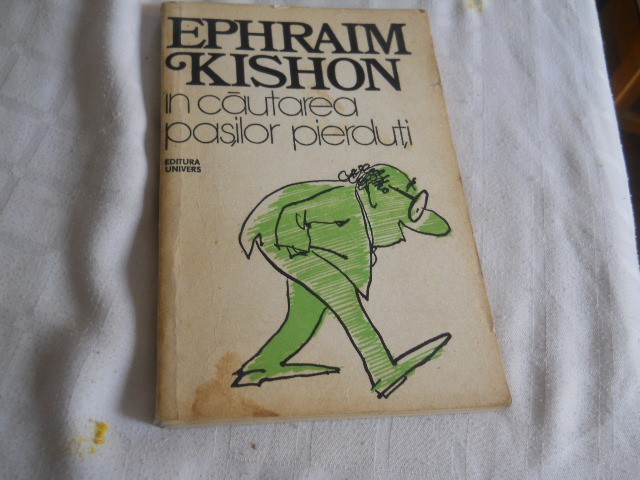 EPHRAIM
KISHON
în căutarea
pașilor pierduți
EDITURA
UNIVERS